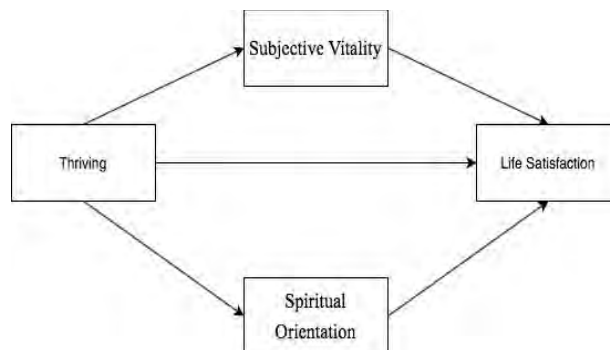 Subjective Vitality
Thriving
Life Satisfaction
Spiritual
Orientation